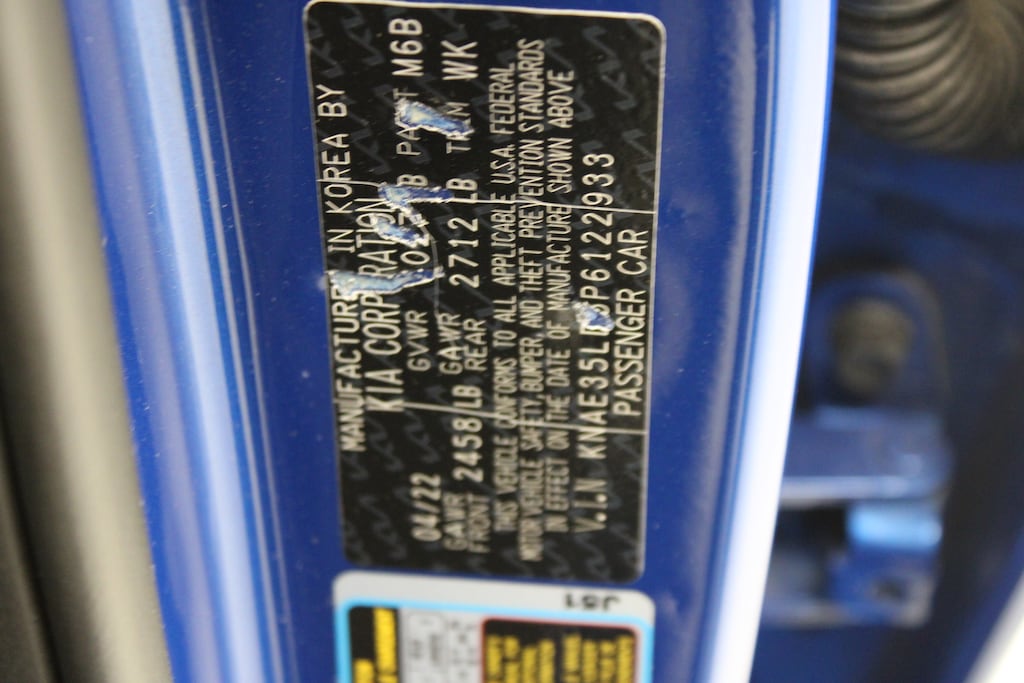 MANUFACTURE IN KOREA BY
KIA CORPORATION
04/22 GVWR LB PAINT M6B
GAWR FRONT 2458 LB GAWR REAR 2712 LB TRIM WK
THIS VEHICLE CONFORMS TO ALL APPLICABLE U.S.A. FEDERAL
MOTOR VEHICLE SAFETY, BUMPER, AND THEFT PREVENTION STANDARDS
IN EFFECT ON THE DATE OF MANUFACTURE SHOWN ABOVE
V.I.N.
PASSENGER CAR
J51